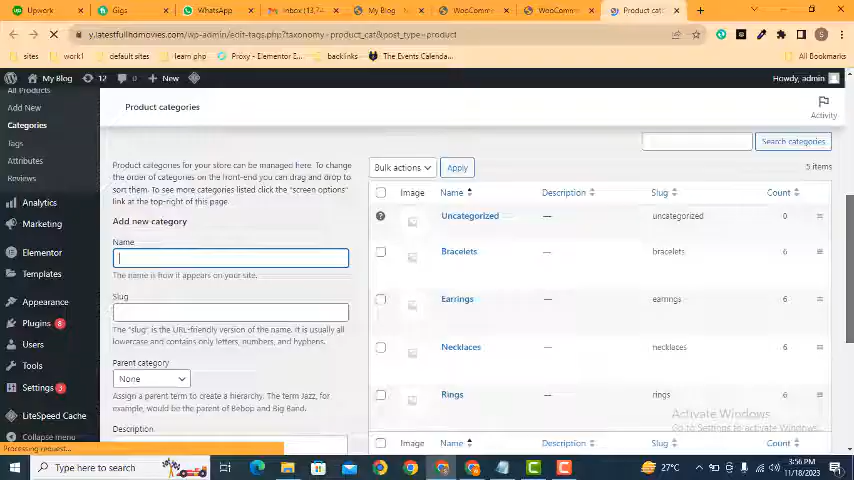 Upwork
Gigs
WhatsApp
Inbox (13,74
My Blog
WooComm
WooComm
Product cat
y.latestfullhdmovies.com/wp-admin/edit-tags.php?taxonomy=product_cat&post_type=product
sites
work1
default sites
learn php
Proxy - Elementor E...
backlinks
The Events Calenda...
All Bookmarks
My Blog
12
0
New
Howdy, admin
All Products
Add New
Categories
Tags
Attributes
Reviews
Analytics
Marketing
Elementor
Templates
Appearance
Plugins 8
Users
Tools
Settings 3
LiteSpeed Cache
Collapse menu
Processing request...
Product categories
Activity
Search categories
Product categories for your store can be managed here. To change
the order of categories on the front-end you can drag and drop to
sort them. To see more categories listed click the "screen options"
link at the top-right of this page.
Add new category
Name
The name is how it appears on your site.
Slug
The "slug" is the URL-friendly version of the name. It is usually all
lowercase and contains only letters, numbers, and hyphens.
Parent category
None
Assign a parent term to create a hierarchy. The term Jazz, for
example, would be the parent of Bebop and Big Band.
Description
Bulk actions
Apply
5 items
Image Name Description Slug Count
Uncategorized — uncategorized 0
Bracelets — bracelets 6
Earrings — earrings 6
Necklaces — necklaces 6
Rings — rings 6
Image Name Description Slug Count
Activate Windows
Go to Settings to activate Windows.
Type here to search
27°C
3:56 PM
11/18/2023